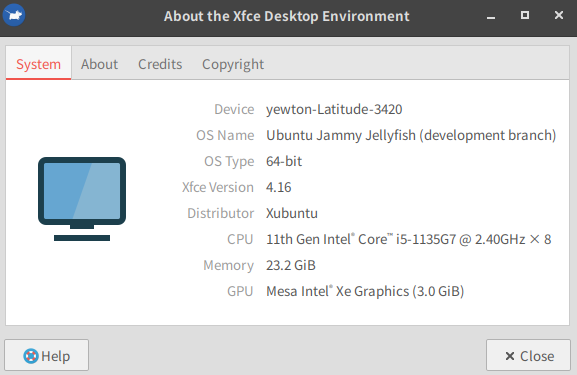 About the Xfce Desktop Environment
System About Credits Copyright
Device yewton-Latitude-3420
OS Name Ubuntu Jammy Jellyfish (development branch)
OS Type 64-bit
Xfce Version 4.16
Distributor Xubuntu
CPU 11th Gen Intel® Core™ i5-1135G7 @ 2.40GHz × 8
Memory 23.2 GiB
GPU Mesa Intel® Xe Graphics (3.0 GiB)
Help Close